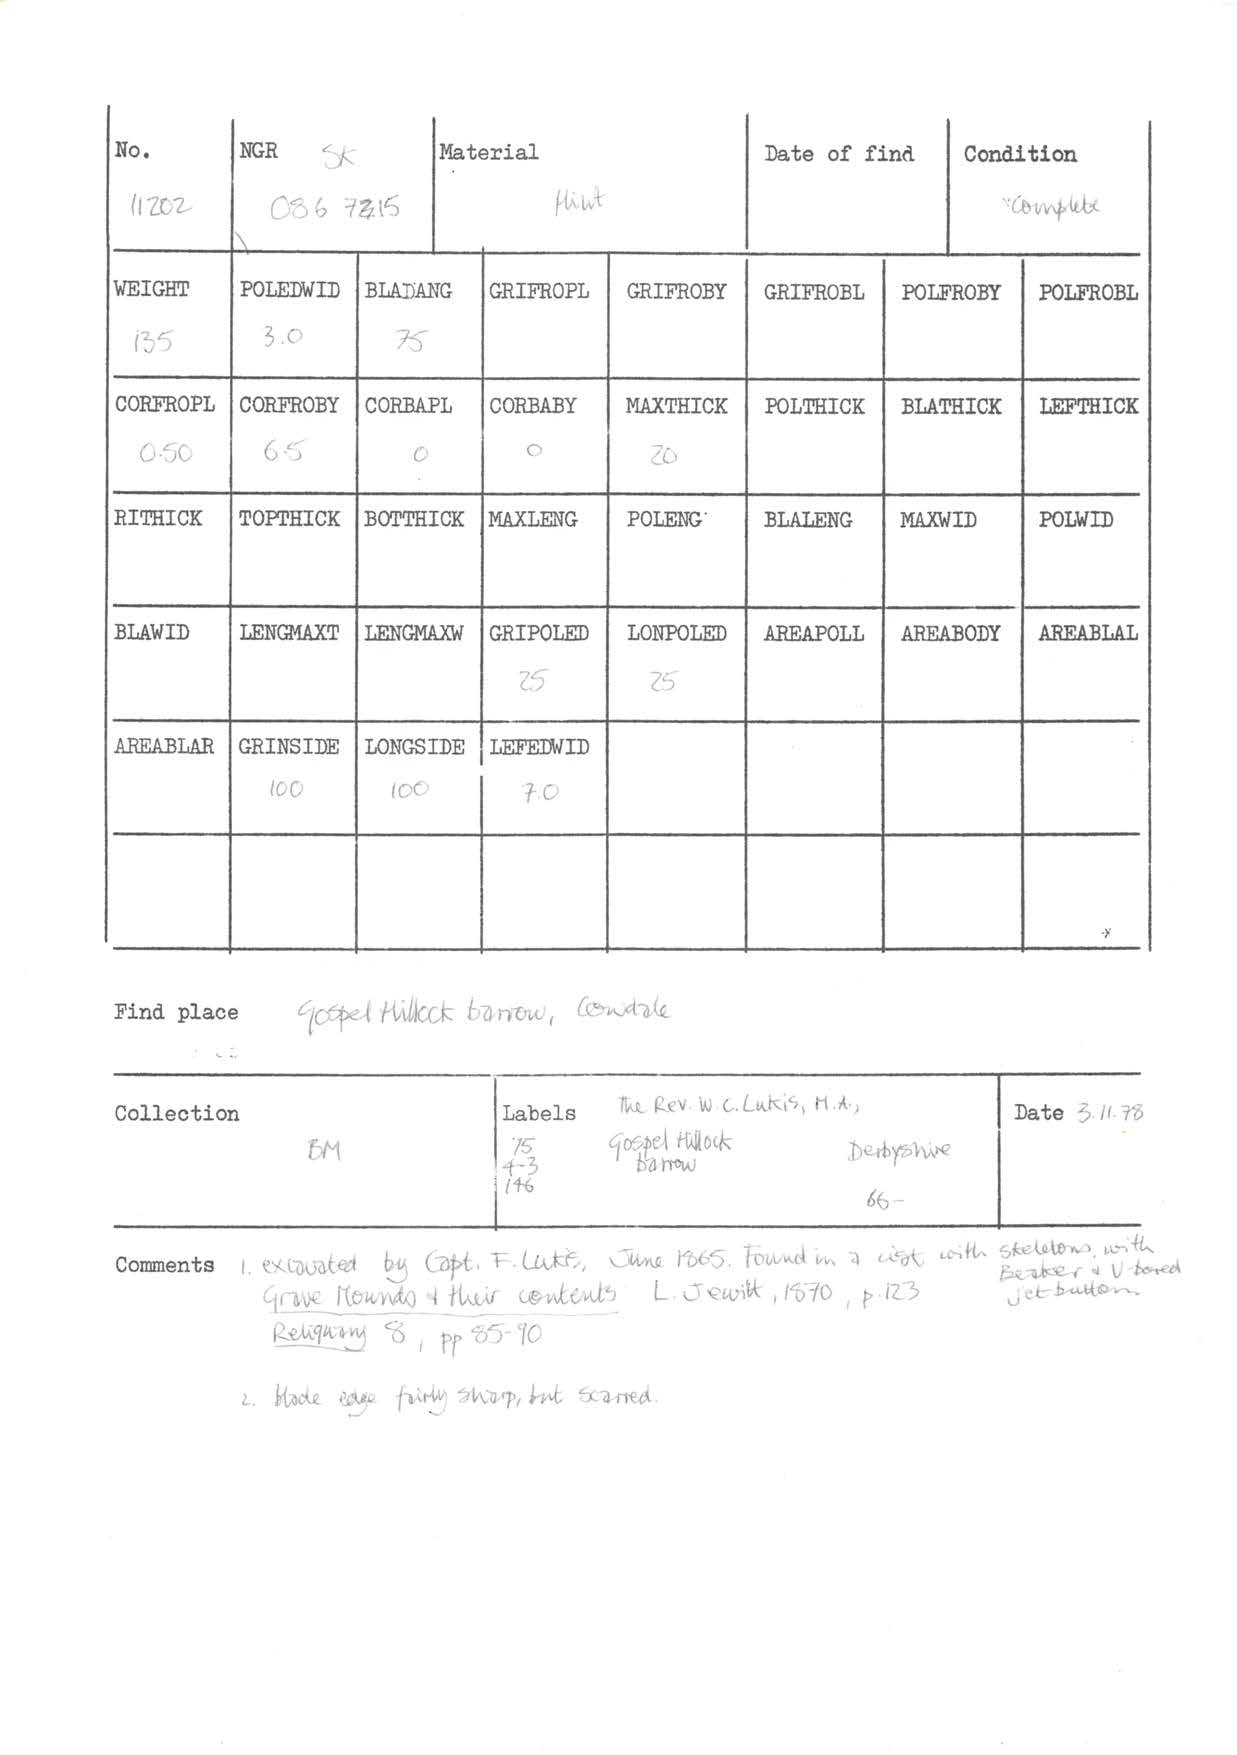 No. NGR SK Material Date of find Condition
11202 086 7215 flint "complete
WEIGHT POLEDWID BLADANG GRIFROPL GRIFROBY GRIFROBL POLFROBY POLFROBL
135 3.0 75
CORFROPL CORFROBY CORBAPL CORBABY MAXTHICK POLTHICK BLATHICK LEFTHICK
0.50 6.5 0 0 20
RITHICK TOPTHICK BOTTHICK MAXLENG POLENG BLALENG MAXWID POLWID
BLAWID LENGMAXT LENGMAXW GRIPOLED LONPOLED AREAPOLL AREABODY AREABLAL
25 25
AREABLAR GRINSIDE LONGSIDE LEFEDWID
100 100 7.0
Find place Gospel Hillock barrow, Cowdale
Collection Labels the Rev. W. C. Lukis, M.A., Date 3.11.78
BM '75 Gospel Hillock Derbyshire
4-3 barrow
146 66-
Comments 1. excavated by Capt. F. Lukis, June 1865. Found in a cist with skeletons, with
Beaker & V-bored
jet button.
Grave Mounds & their contents L. Jewitt, 1870, p.123
Reliquary 8, pp 85-90
2. blade edge fairly sharp, but scarred.